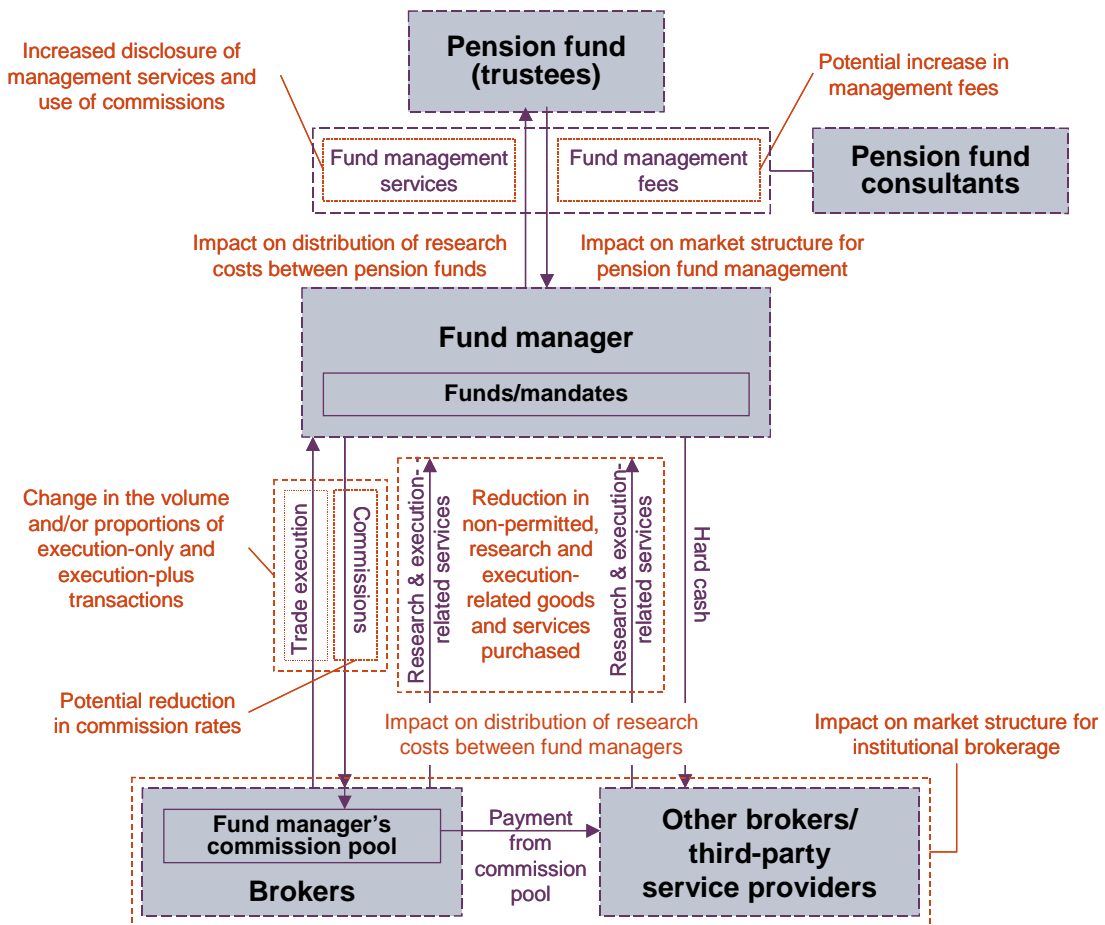 Increased disclosure of
management services and
use of commissions
Pension fund
(trustees)
Potential increase in
management fees
Fund management
services
Fund management
fees
Pension fund
consultants
Impact on distribution of research
costs between pension funds
Impact on market structure for
pension fund management
Fund manager
Funds/mandates
Change in the volume
and/or proportions of
execution-only and
execution-plus
transactions
Trade execution
Commissions
Research & execution-
related services
Reduction in
non-permitted,
research and
execution-
related goods
and services
purchased
Research & execution-
related services
Hard cash
Potential reduction
in commission rates
Impact on distribution of research
costs between fund managers
Impact on market structure for
institutional brokerage
Fund manager's
commission pool
Brokers
Payment
from
commission
pool
Other brokers/
third-party
service providers